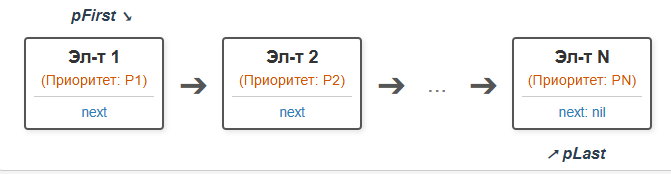 pFirst ↘
Эл-т 1
(Приоритет: P1)
next
➔
Эл-т 2
(Приоритет: P2)
next
➔
...
➔
Эл-т N
(Приоритет: PN)
next: nil
↗ pLast